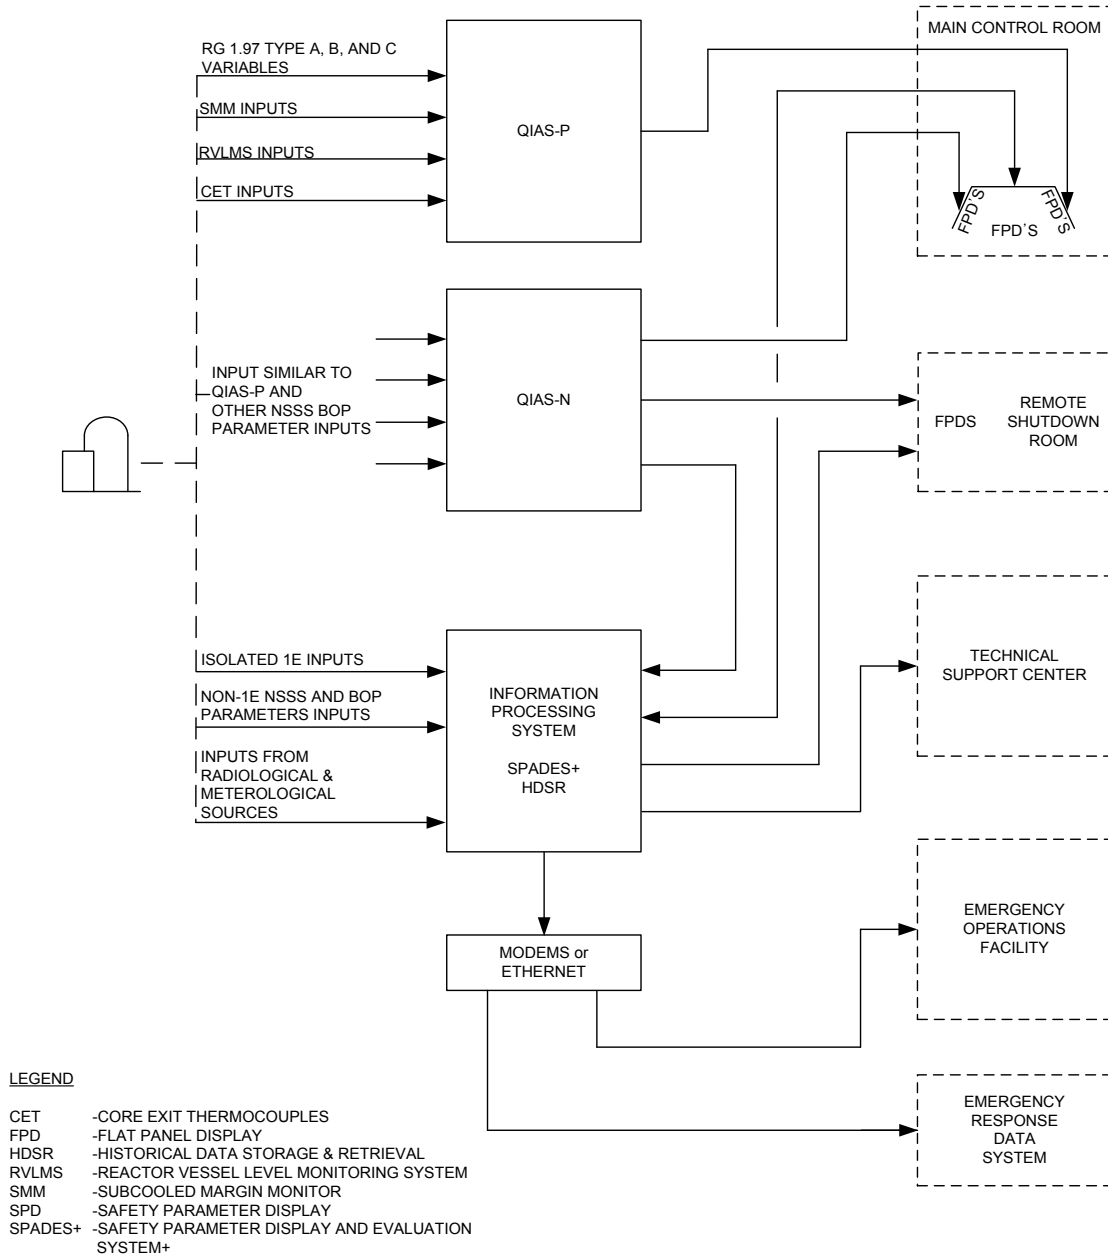 MAIN CONTROL ROOM
RG 1.97 TYPE A, B, AND C
VARIABLES
SMM INPUTS
RVLMS INPUTS
CET INPUTS
QIAS-P
FPD'S
FPD'S
FPD'S
INPUT SIMILAR TO
QIAS-P AND
OTHER NSSS BOP
PARAMETER INPUTS
QIAS-N
FPDS
REMOTE
SHUTDOWN
ROOM
ISOLATED 1E INPUTS
NON-1E NSSS AND BOP
PARAMETERS INPUTS
INPUTS FROM
RADIOLOGICAL &
METEROLOGICAL
SOURCES
INFORMATION
PROCESSING
SYSTEM
SPADES+
HDSR
TECHNICAL
SUPPORT CENTER
MODEMS or
ETHERNET
EMERGENCY
OPERATIONS
FACILITY
EMERGENCY
RESPONSE
DATA
SYSTEM
LEGEND
CET -CORE EXIT THERMOCOUPLES
FPD -FLAT PANEL DISPLAY
HDSR -HISTORICAL DATA STORAGE & RETRIEVAL
RVLMS -REACTOR VESSEL LEVEL MONITORING SYSTEM
SMM -SUBCOOLED MARGIN MONITOR
SPD -SAFETY PARAMETER DISPLAY
SPADES+ -SAFETY PARAMETER DISPLAY AND EVALUATION
SYSTEM+